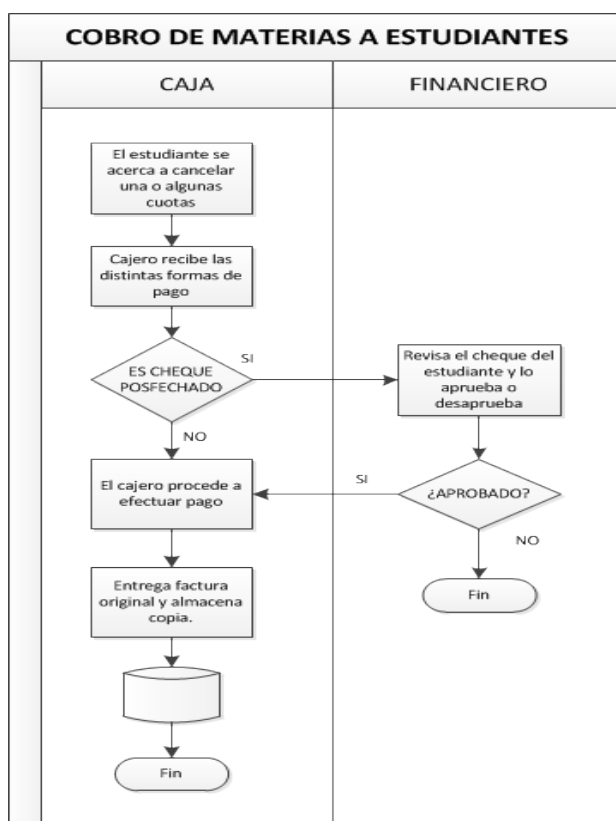 COBRO DE MATERIAS A ESTUDIANTES
CAJA
FINANCIERO
El estudiante se
acerca a cancelar
una o algunas
cuotas
Cajero recibe las
distintas formas de
pago
ES CHEQUE
POSFECHADO
SI
NO
Revisa el cheque del
estudiante y lo
aprueba o
desaprueba
¿APROBADO?
SI
NO
Fin
El cajero procede a
efectuar pago
Entrega factura
original y almacena
copia.
Fin